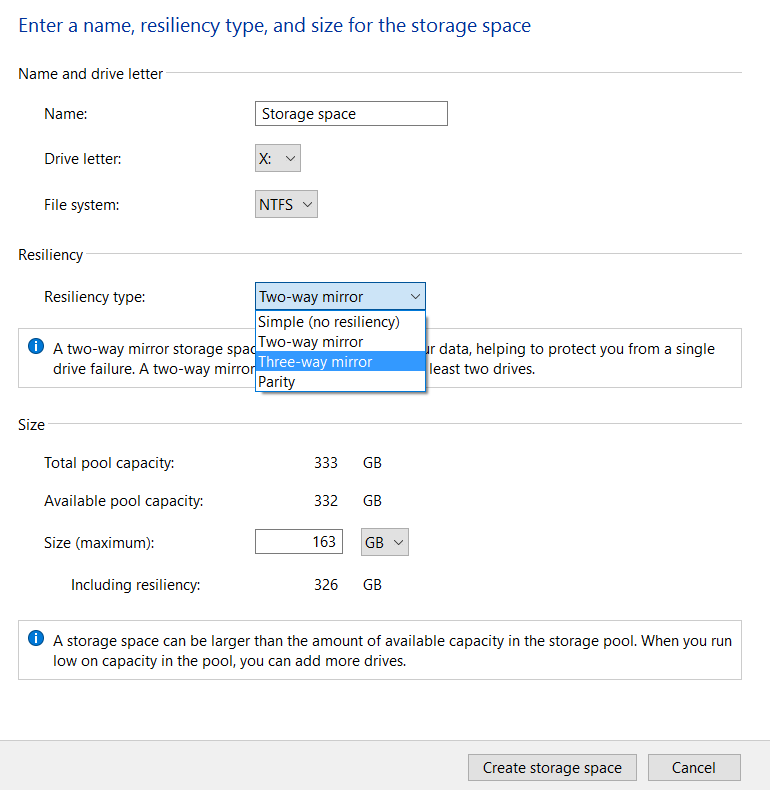 Enter a name, resiliency type, and size for the storage space
Name and drive letter
Name: Storage space
Drive letter: X:
File system: NTFS
Resiliency
Resiliency type: Two-way mirror
Simple (no resiliency)
Two-way mirror
Three-way mirror
Parity
A two-way mirror storage spac r data, helping to protect you from a single
drive failure. A two-way mirror least two drives.
Size
Total pool capacity: 333 GB
Available pool capacity: 332 GB
Size (maximum): 163 GB
Including resiliency: 326 GB
A storage space can be larger than the amount of available capacity in the storage pool. When you run
low on capacity in the pool, you can add more drives.
Create storage space Cancel